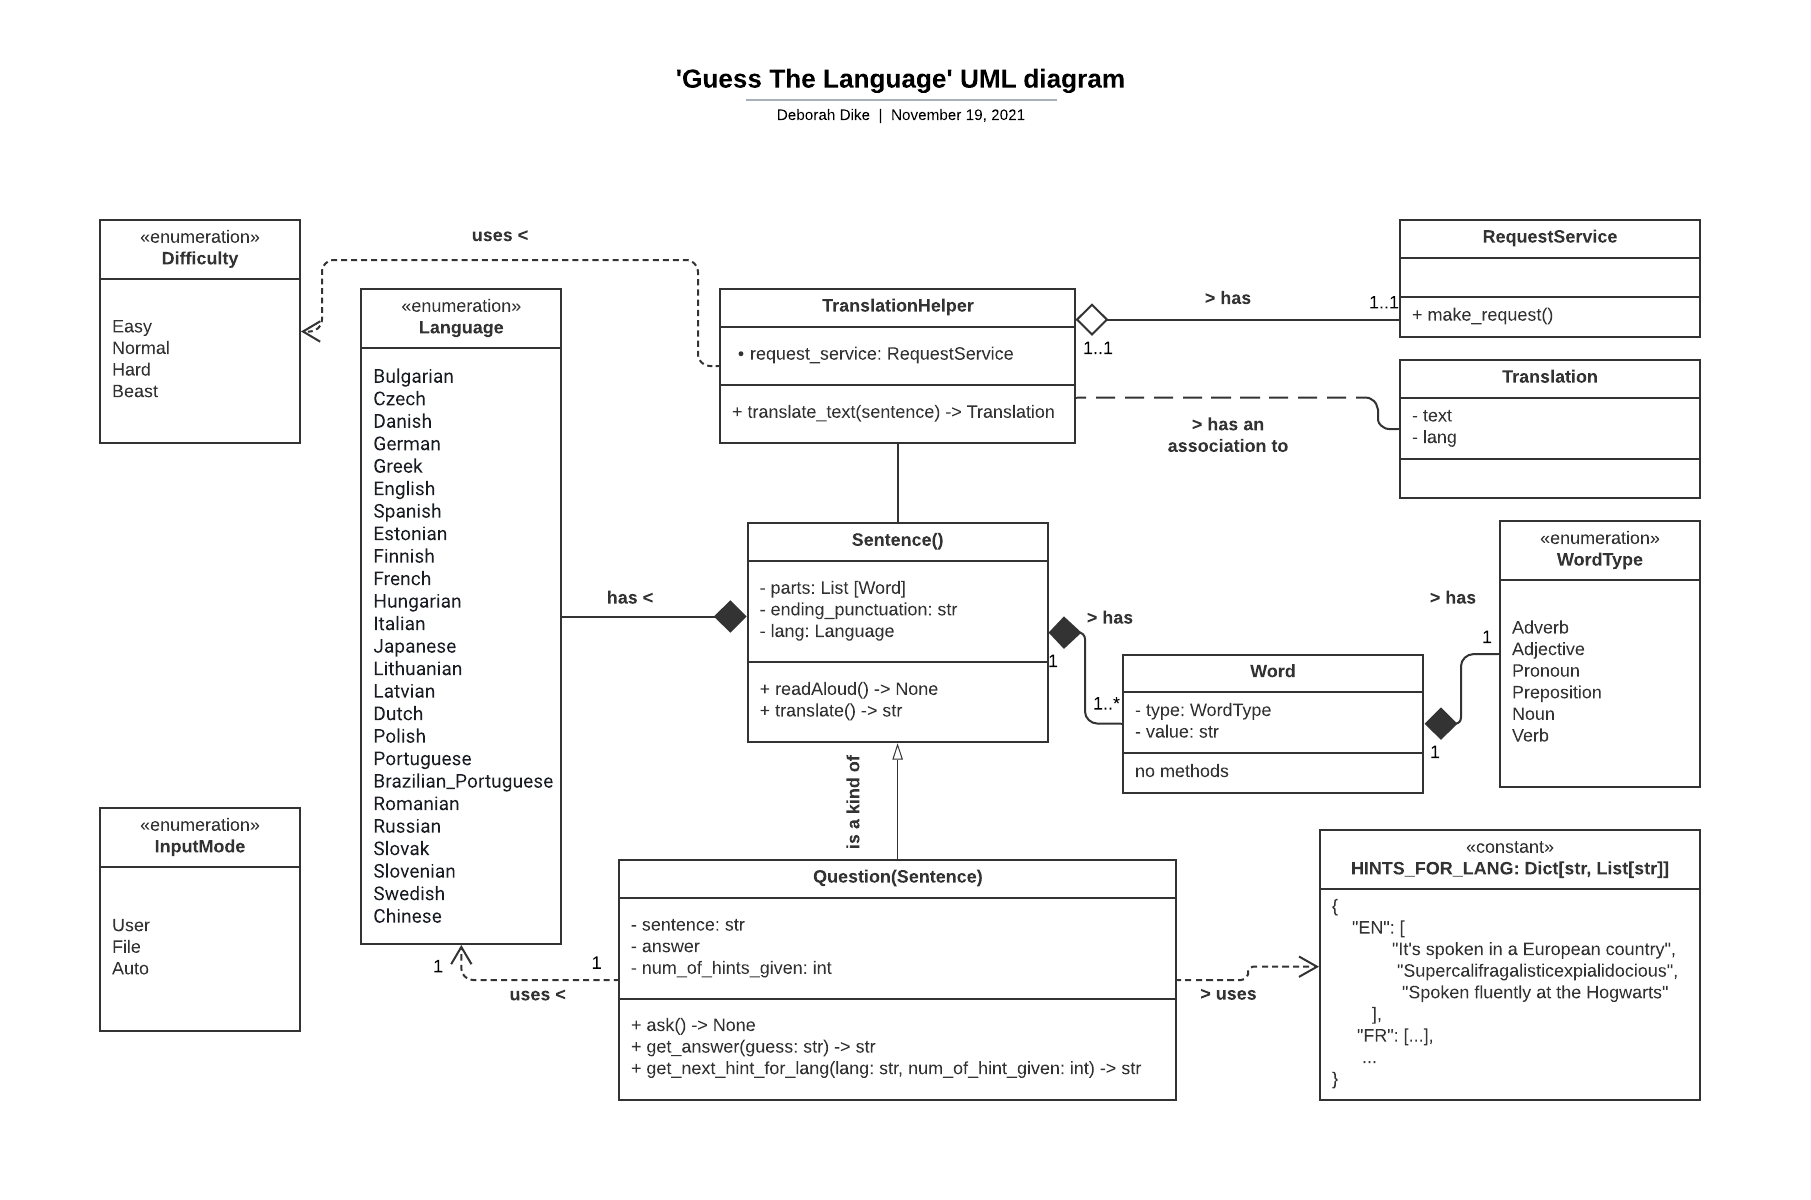 'Guess The Language' UML diagram
Deborah Dike | November 19, 2021
«enumeration»
Difficulty
Easy
Normal
Hard
Beast
uses <
«enumeration»
Language
Bulgarian
Czech
Danish
German
Greek
English
Spanish
Estonian
Finnish
French
Hungarian
Italian
Japanese
Lithuanian
Latvian
Dutch
Polish
Portuguese
Brazilian_Portuguese
Romanian
Russian
Slovak
Slovenian
Swedish
Chinese
TranslationHelper
• request_service: RequestService
+ translate_text(sentence) -> Translation
> has
1..1
1..1
RequestService
+ make_request()
> has an
association to
Translation
- text
- lang
has <
Sentence()
- parts: List [Word]
- ending_punctuation: str
- lang: Language
+ readAloud() -> None
+ translate() -> str
> has
1
1..*
Word
- type: WordType
- value: str
no methods
> has
1
1
«enumeration»
WordType
Adverb
Adjective
Pronoun
Preposition
Noun
Verb
is a kind of
«enumeration»
InputMode
User
File
Auto
1
1
uses <
Question(Sentence)
- sentence: str
- answer
- num_of_hints_given: int
+ ask() -> None
+ get_answer(guess: str) -> str
+ get_next_hint_for_lang(lang: str, num_of_hint_given: int) -> str
> uses
«constant»
HINTS_FOR_LANG: Dict[str, List[str]]
{
"EN": [
"It's spoken in a European country",
"Supercalifragalisticexpialidocious",
"Spoken fluently at the Hogwarts"
],
"FR": [...],
...
}